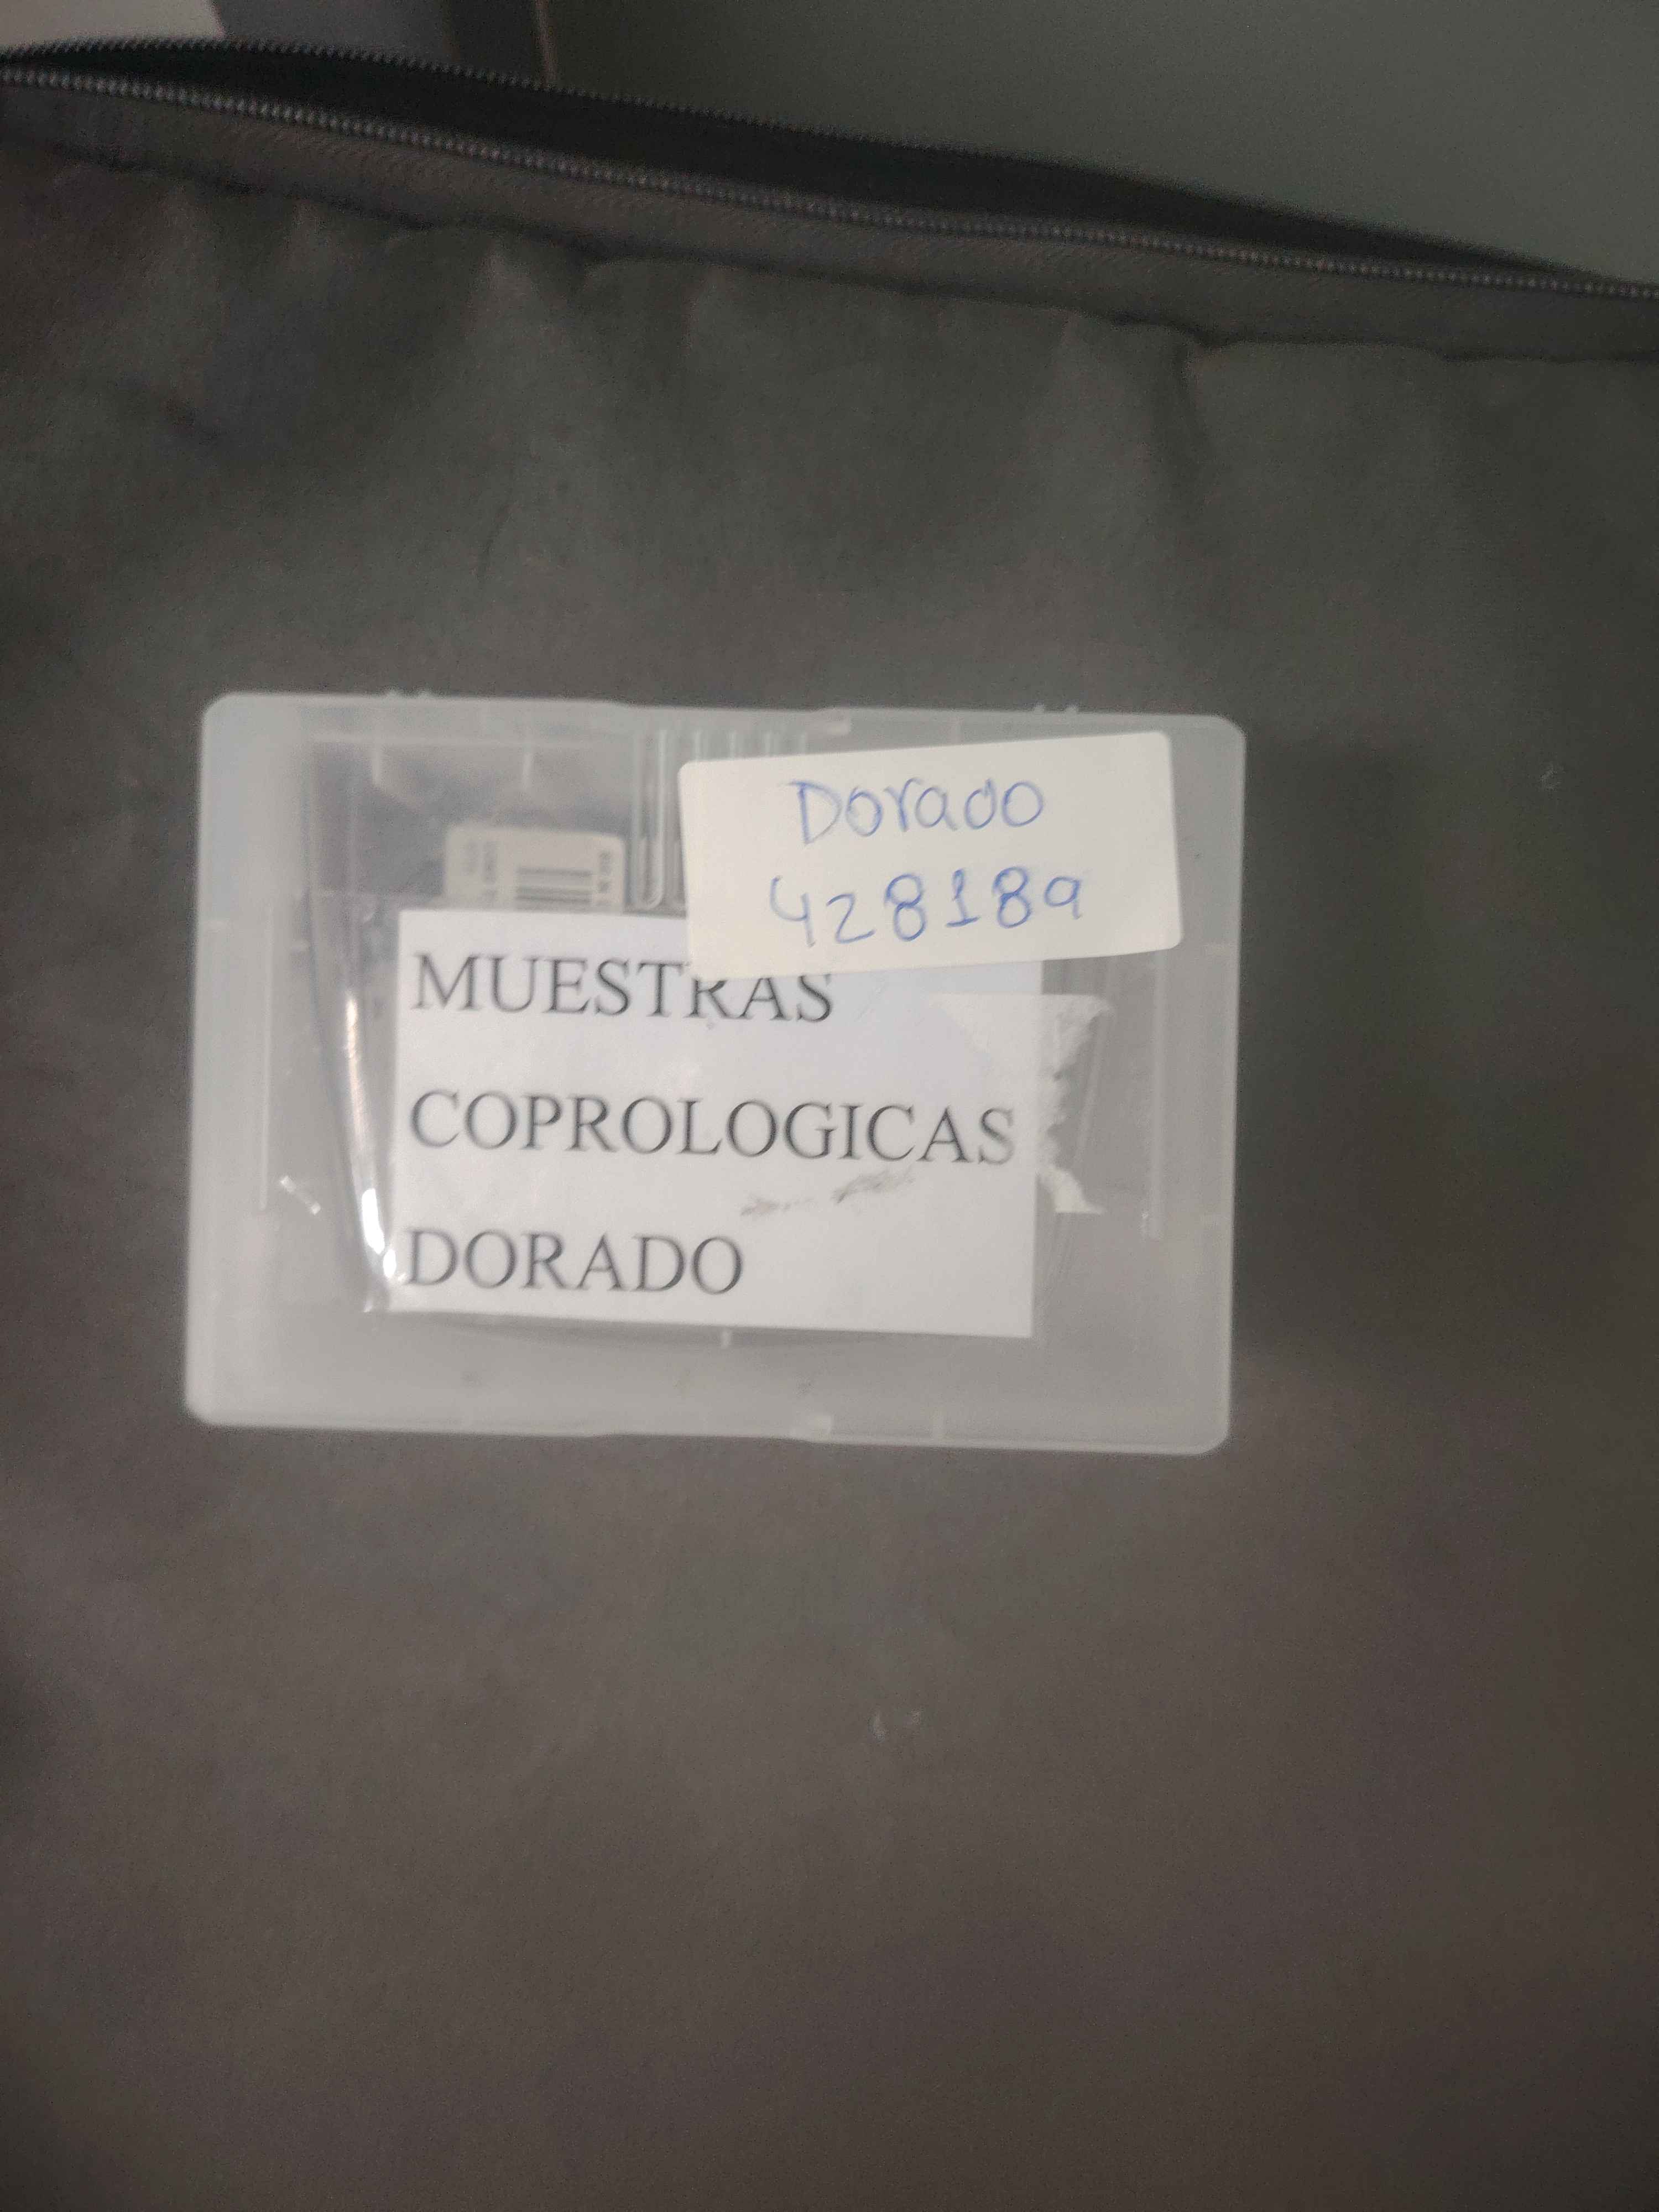 Dorado
428189
MUESTRAS
COPROLOGICAS
DORADO